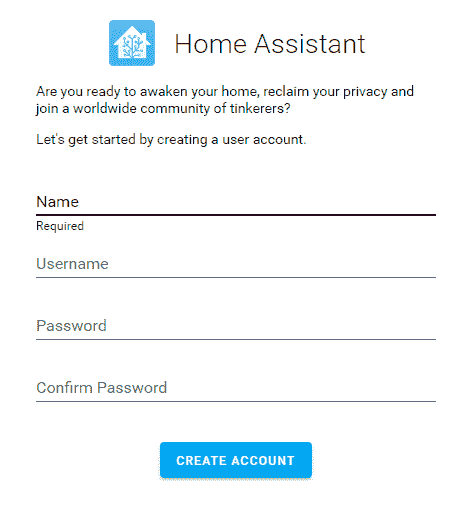 Home Assistant
Are you ready to awaken your home, reclaim your privacy and
join a worldwide community of tinkerers?
Let's get started by creating a user account.
Name
Required
Username
Password
Confirm Password
CREATE ACCOUNT